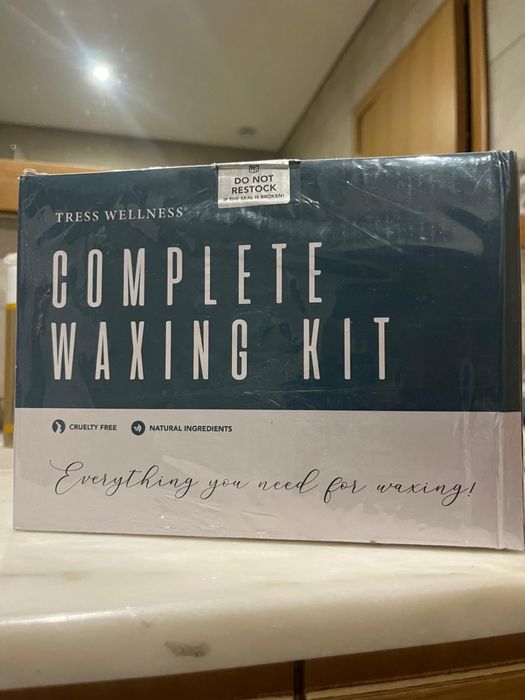 DO NOT
RESTOCK
IF THE SEAL IS BROKEN!
TRESS WELLNESS®
COMPLETE
WAXING KIT
CRUELTY FREE
NATURAL INGREDIENTS
Everything you need for waxing!